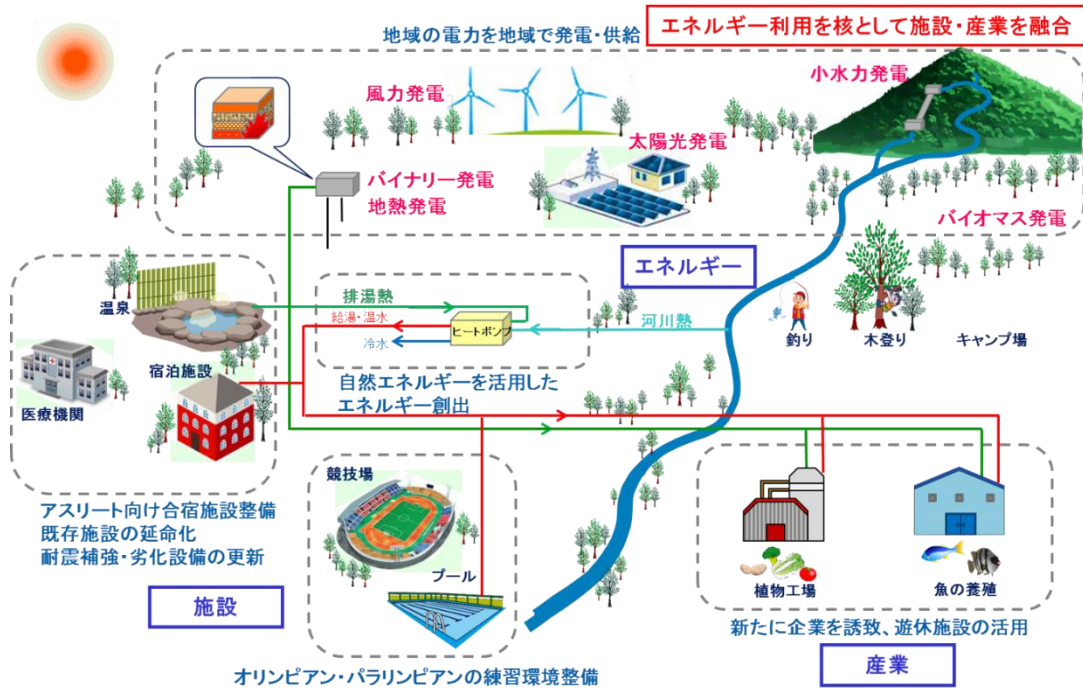 エネルギー利用を核として施設・産業を融合
地域の電力を地域で発電・供給
小水力発電
風力発電
太陽光発電
バイナリー発電
地熱発電
バイオマス発電
エネルギー
温泉
排湯熱
給湯・温水
ヒートポンプ
河川熱
冷水
釣り
木登り
キャンプ場
宿泊施設
医療機関
自然エネルギーを活用した
エネルギー創出
競技場
アスリート向け合宿施設整備
既存施設の延命化
耐震補強・劣化設備の更新
プール
施設
植物工場
魚の養殖
新たに企業を誘致、遊休施設の活用
産業
オリンピアン・パラリンピアンの練習環境整備